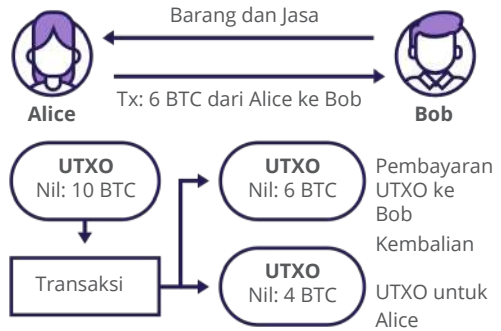 Barang dan Jasa
Tx: 6 BTC dari Alice ke Bob
Alice
Bob
UTXO
Nil: 10 BTC
UTXO
Nil: 6 BTC
Pembayaran
UTXO ke
Bob
Kembalian
Transaksi
UTXO
Nil: 4 BTC
UTXO untuk
Alice